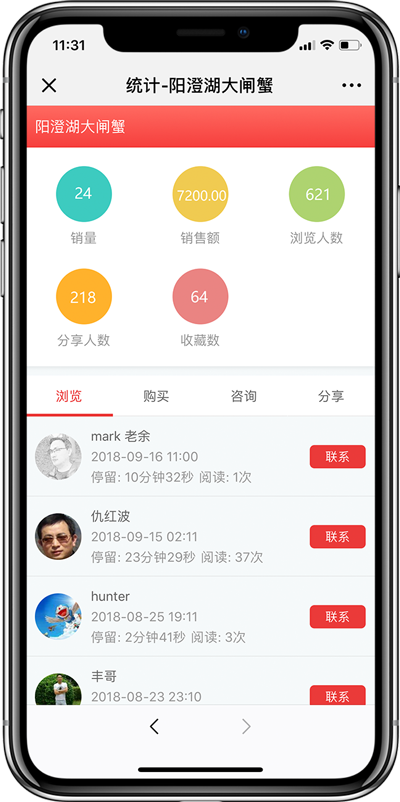 11:31
统计-阳澄湖大闸蟹
阳澄湖大闸蟹
24
7200.00
621
销量
销售额
浏览人数
218
64
分享人数
收藏数
浏览
购买
咨询
分享
mark 老余
2018-09-16 11:00
停留: 10分钟32秒 阅读: 1次
联系
仇红波
2018-09-15 02:11
停留: 23分钟29秒 阅读: 37次
联系
hunter
2018-08-25 19:11
停留: 2分钟41秒 阅读: 3次
联系
丰哥
2018-08-23 23:10
联系